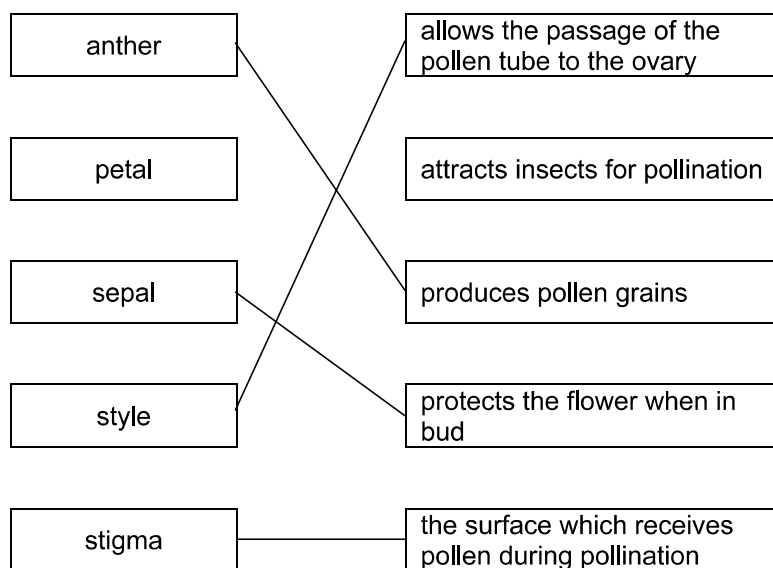 anther
allows the passage of the
pollen tube to the ovary
petal
attracts insects for pollination
sepal
produces pollen grains
style
protects the flower when in
bud
stigma
the surface which receives
pollen during pollination